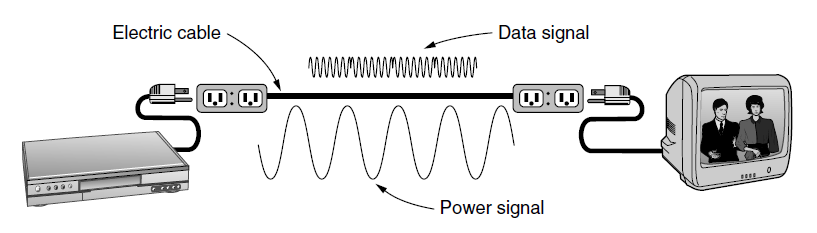 Electric cable
Data signal
Power signal